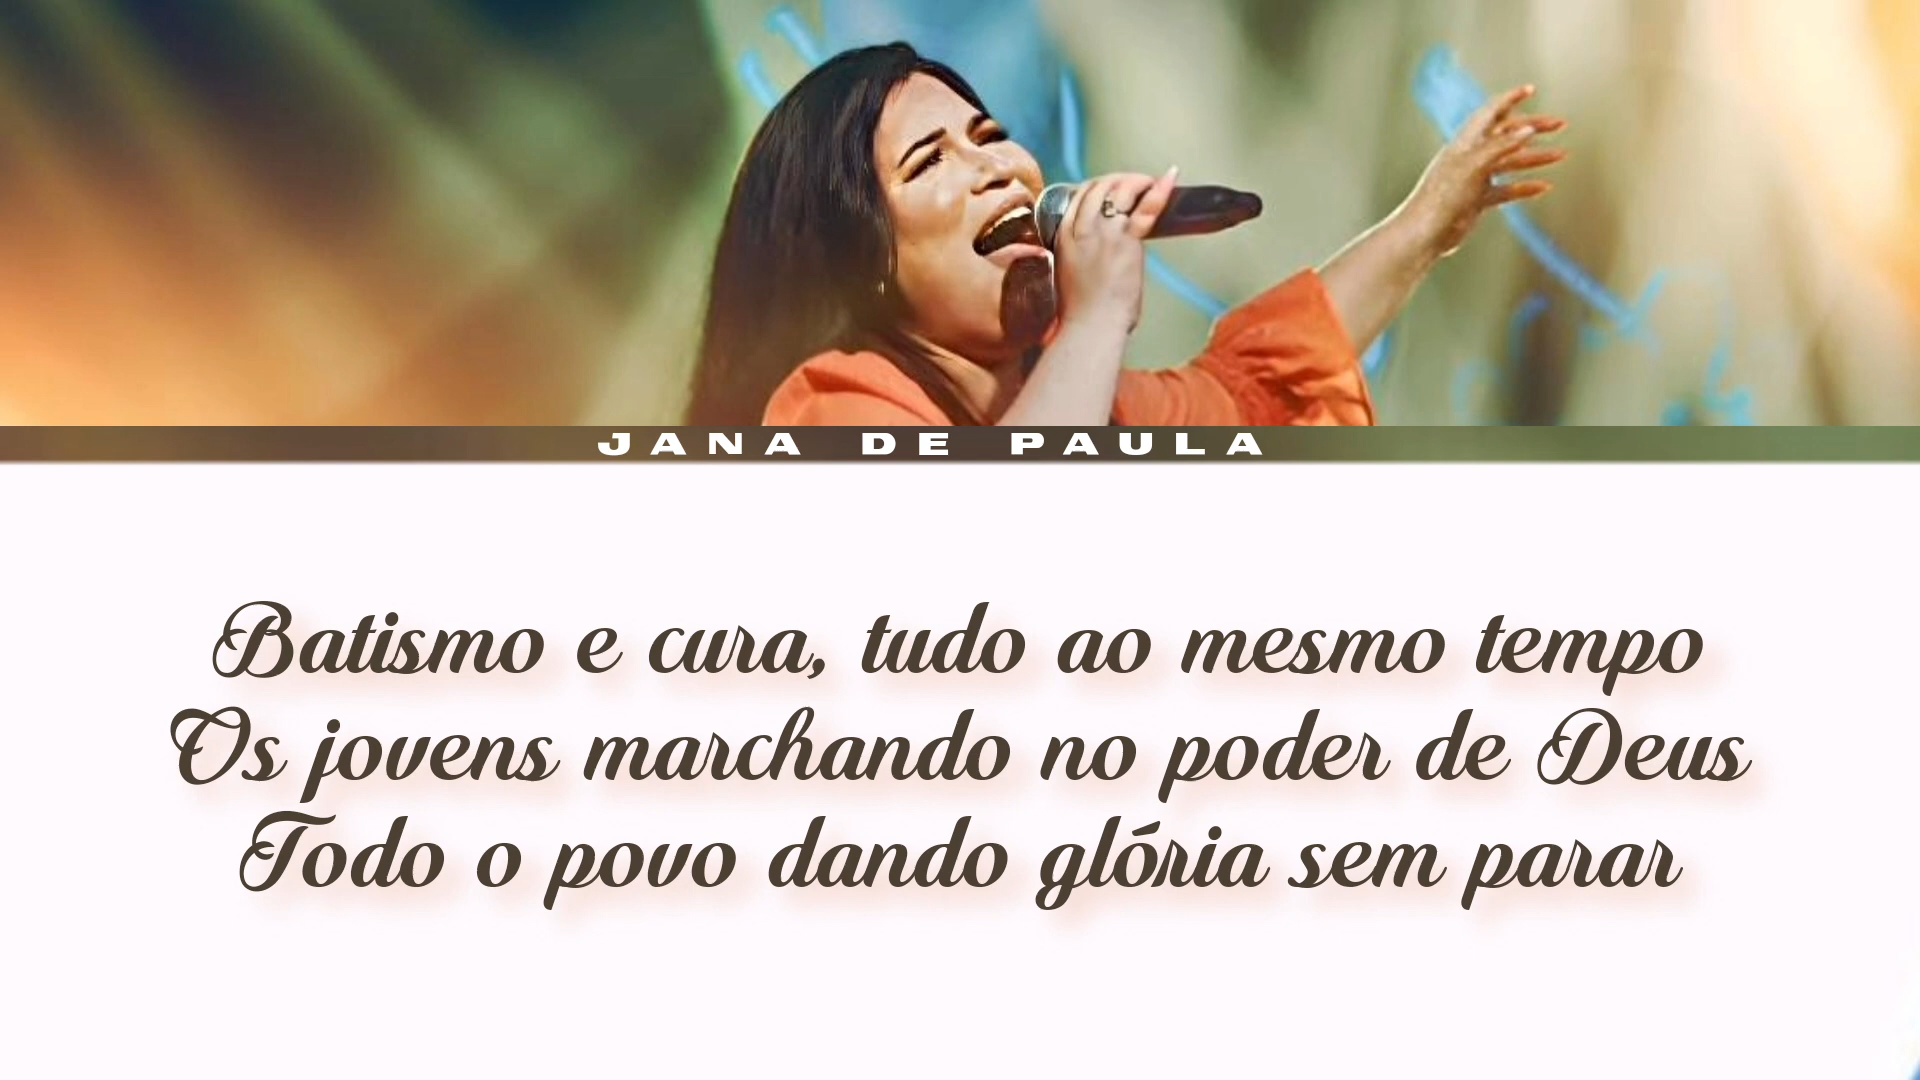 JANA DE PAULA
Batismo e cura, tudo ao mesmo tempo
Os jovens marchando no poder de Deus
Todo o povo dando glória sem parar